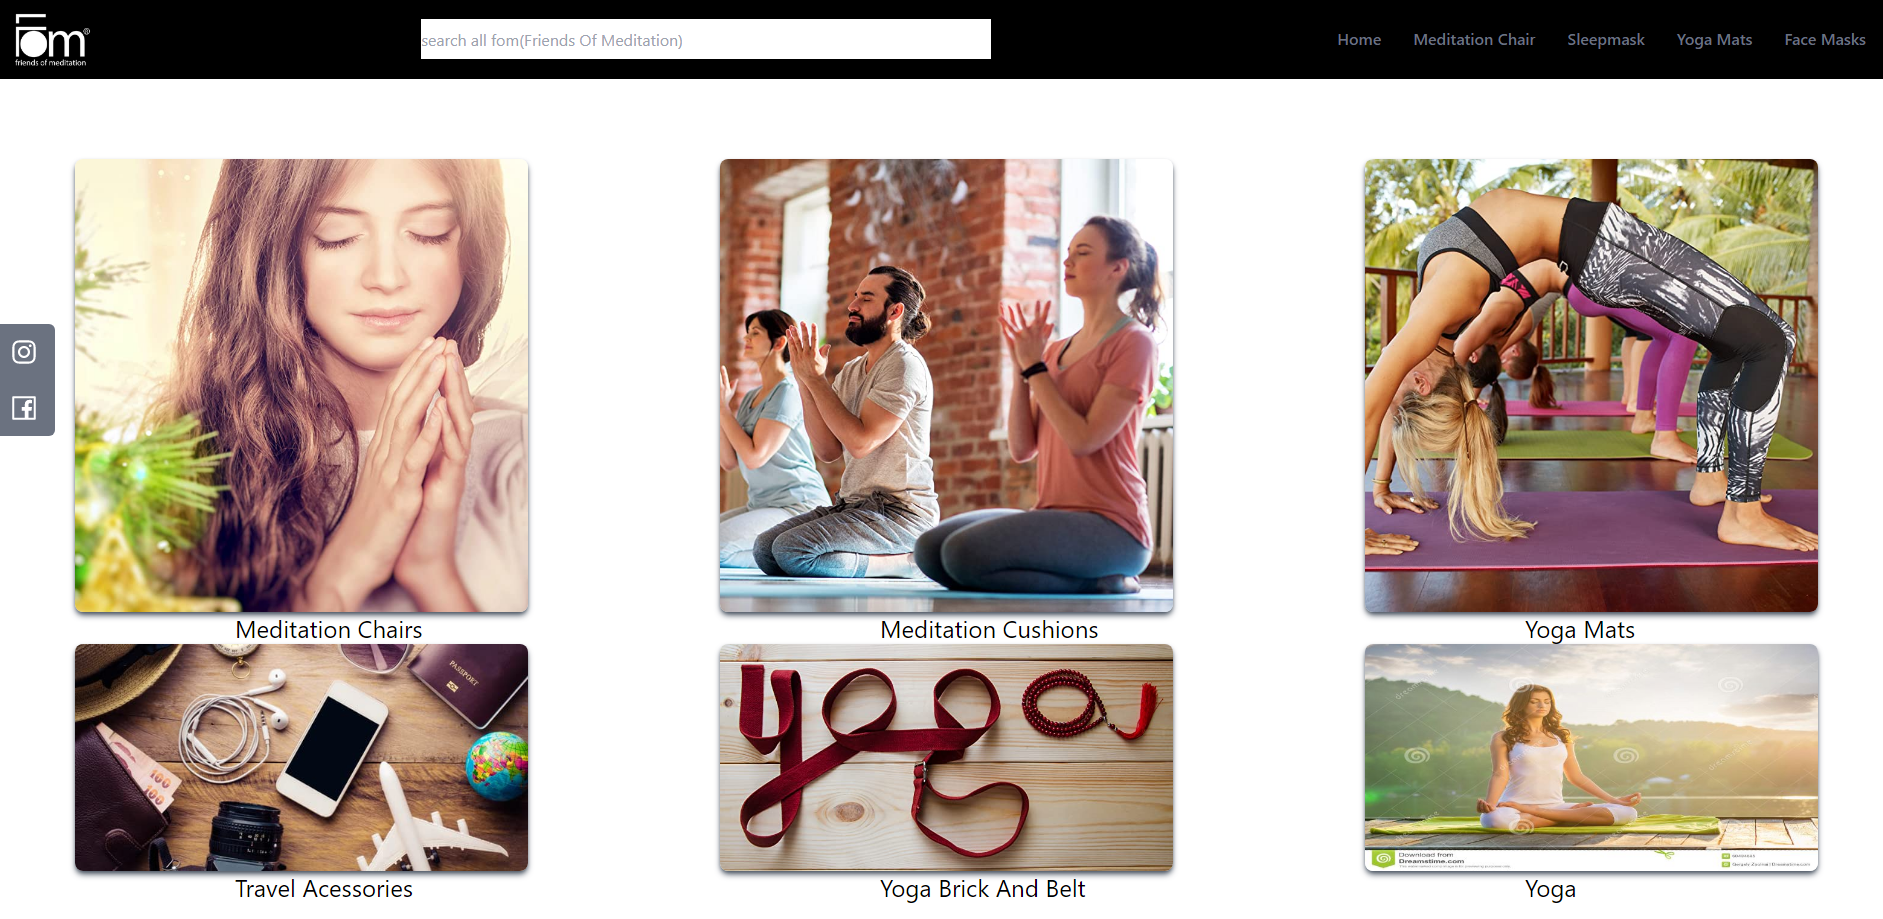 fom®
friends of meditation
search all fom(Friends Of Meditation)
Home
Meditation Chair
Sleepmask
Yoga Mats
Face Masks
Meditation Chairs
Meditation Cushions
Yoga Mats
PASSPORT
100
100
Download from
Dreamstime.com
Travel Acessories
Yoga Brick And Belt
Yoga